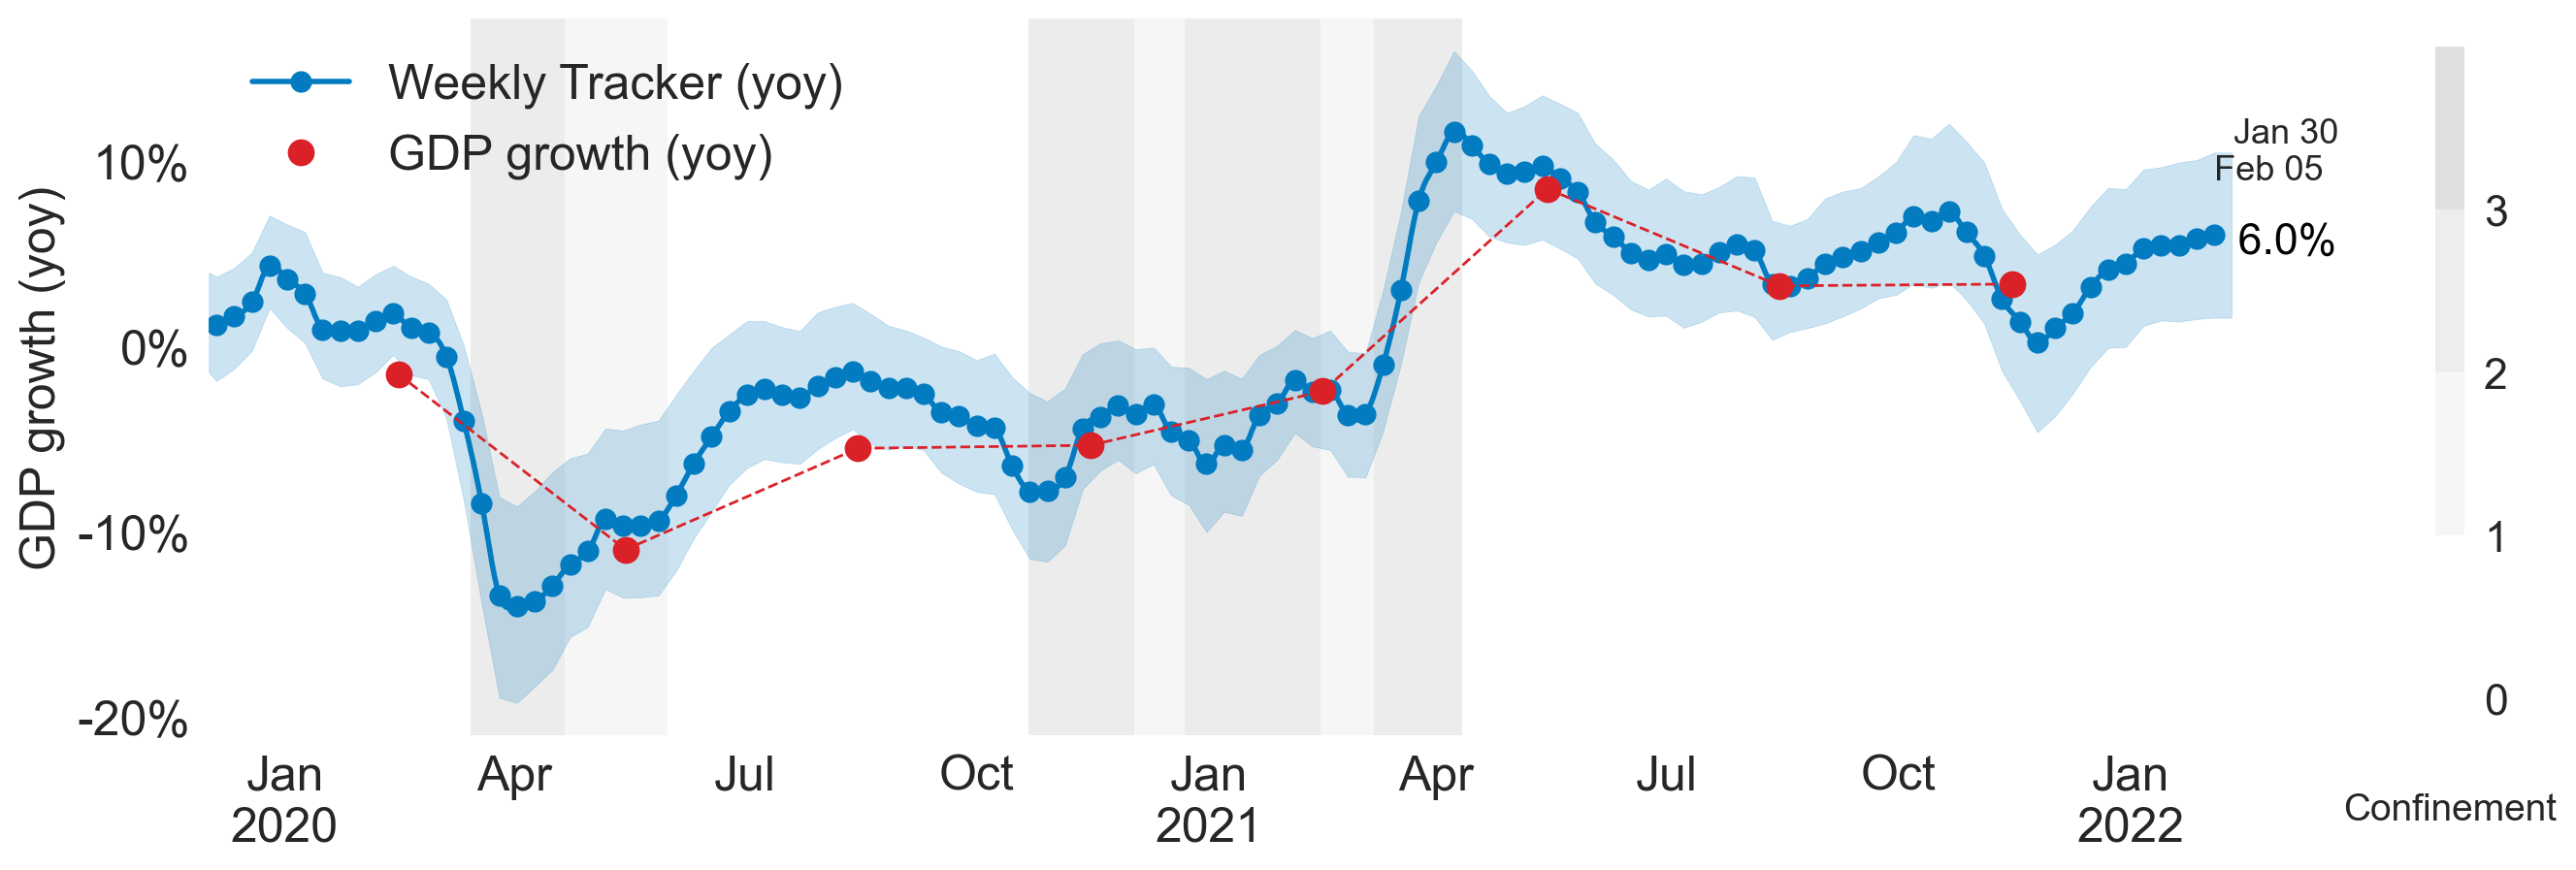 Weekly Tracker (yoy)
GDP growth (yoy)
GDP growth (yoy)
10%
0%
-10%
-20%
Jan 30
Feb 05
6.0%
3
2
1
0
Jan Apr Jul Oct Jan Apr Jul Oct Jan
2020 2021 2022
Confinement